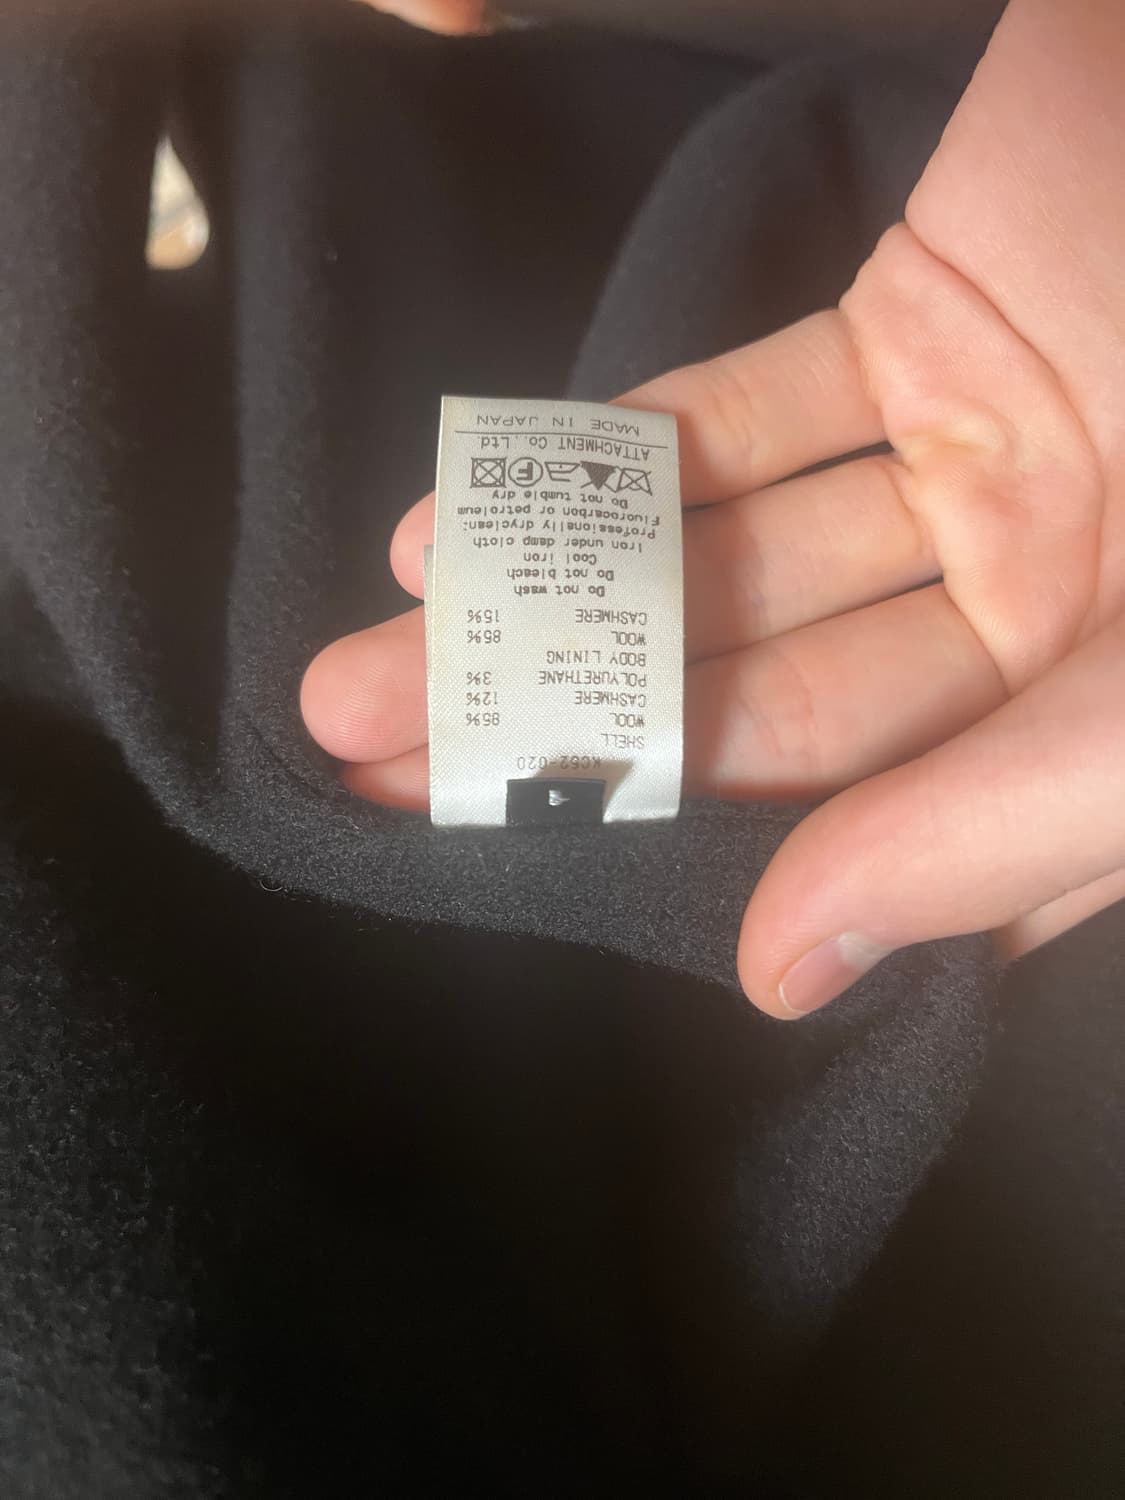 KC62-020
SHELL
WOOL 85%
CASHMERE 12%
POLYURETHANE 3%
BODY LINING
WOOL 85%
CASHMERE 15%
Do not wash
Do not bleach
Cool iron
Iron under damp cloth
Professionally dryclean:
Fluorocarbon or petroleum
Do not tumble dry
F
ATTACHMENT Co., Ltd.
MADE IN JAPAN